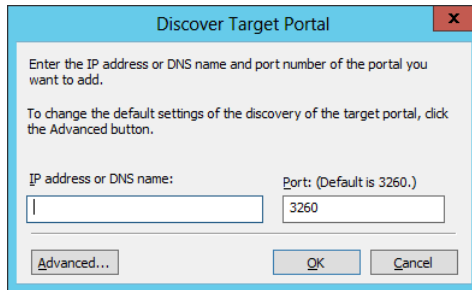 Discover Target Portal
x
Enter the IP address or DNS name and port number of the portal you
want to add.
To change the default settings of the discovery of the target portal, click
the Advanced button.
IP address or DNS name:
Port: (Default is 3260.)
3260
Advanced...
OK
Cancel